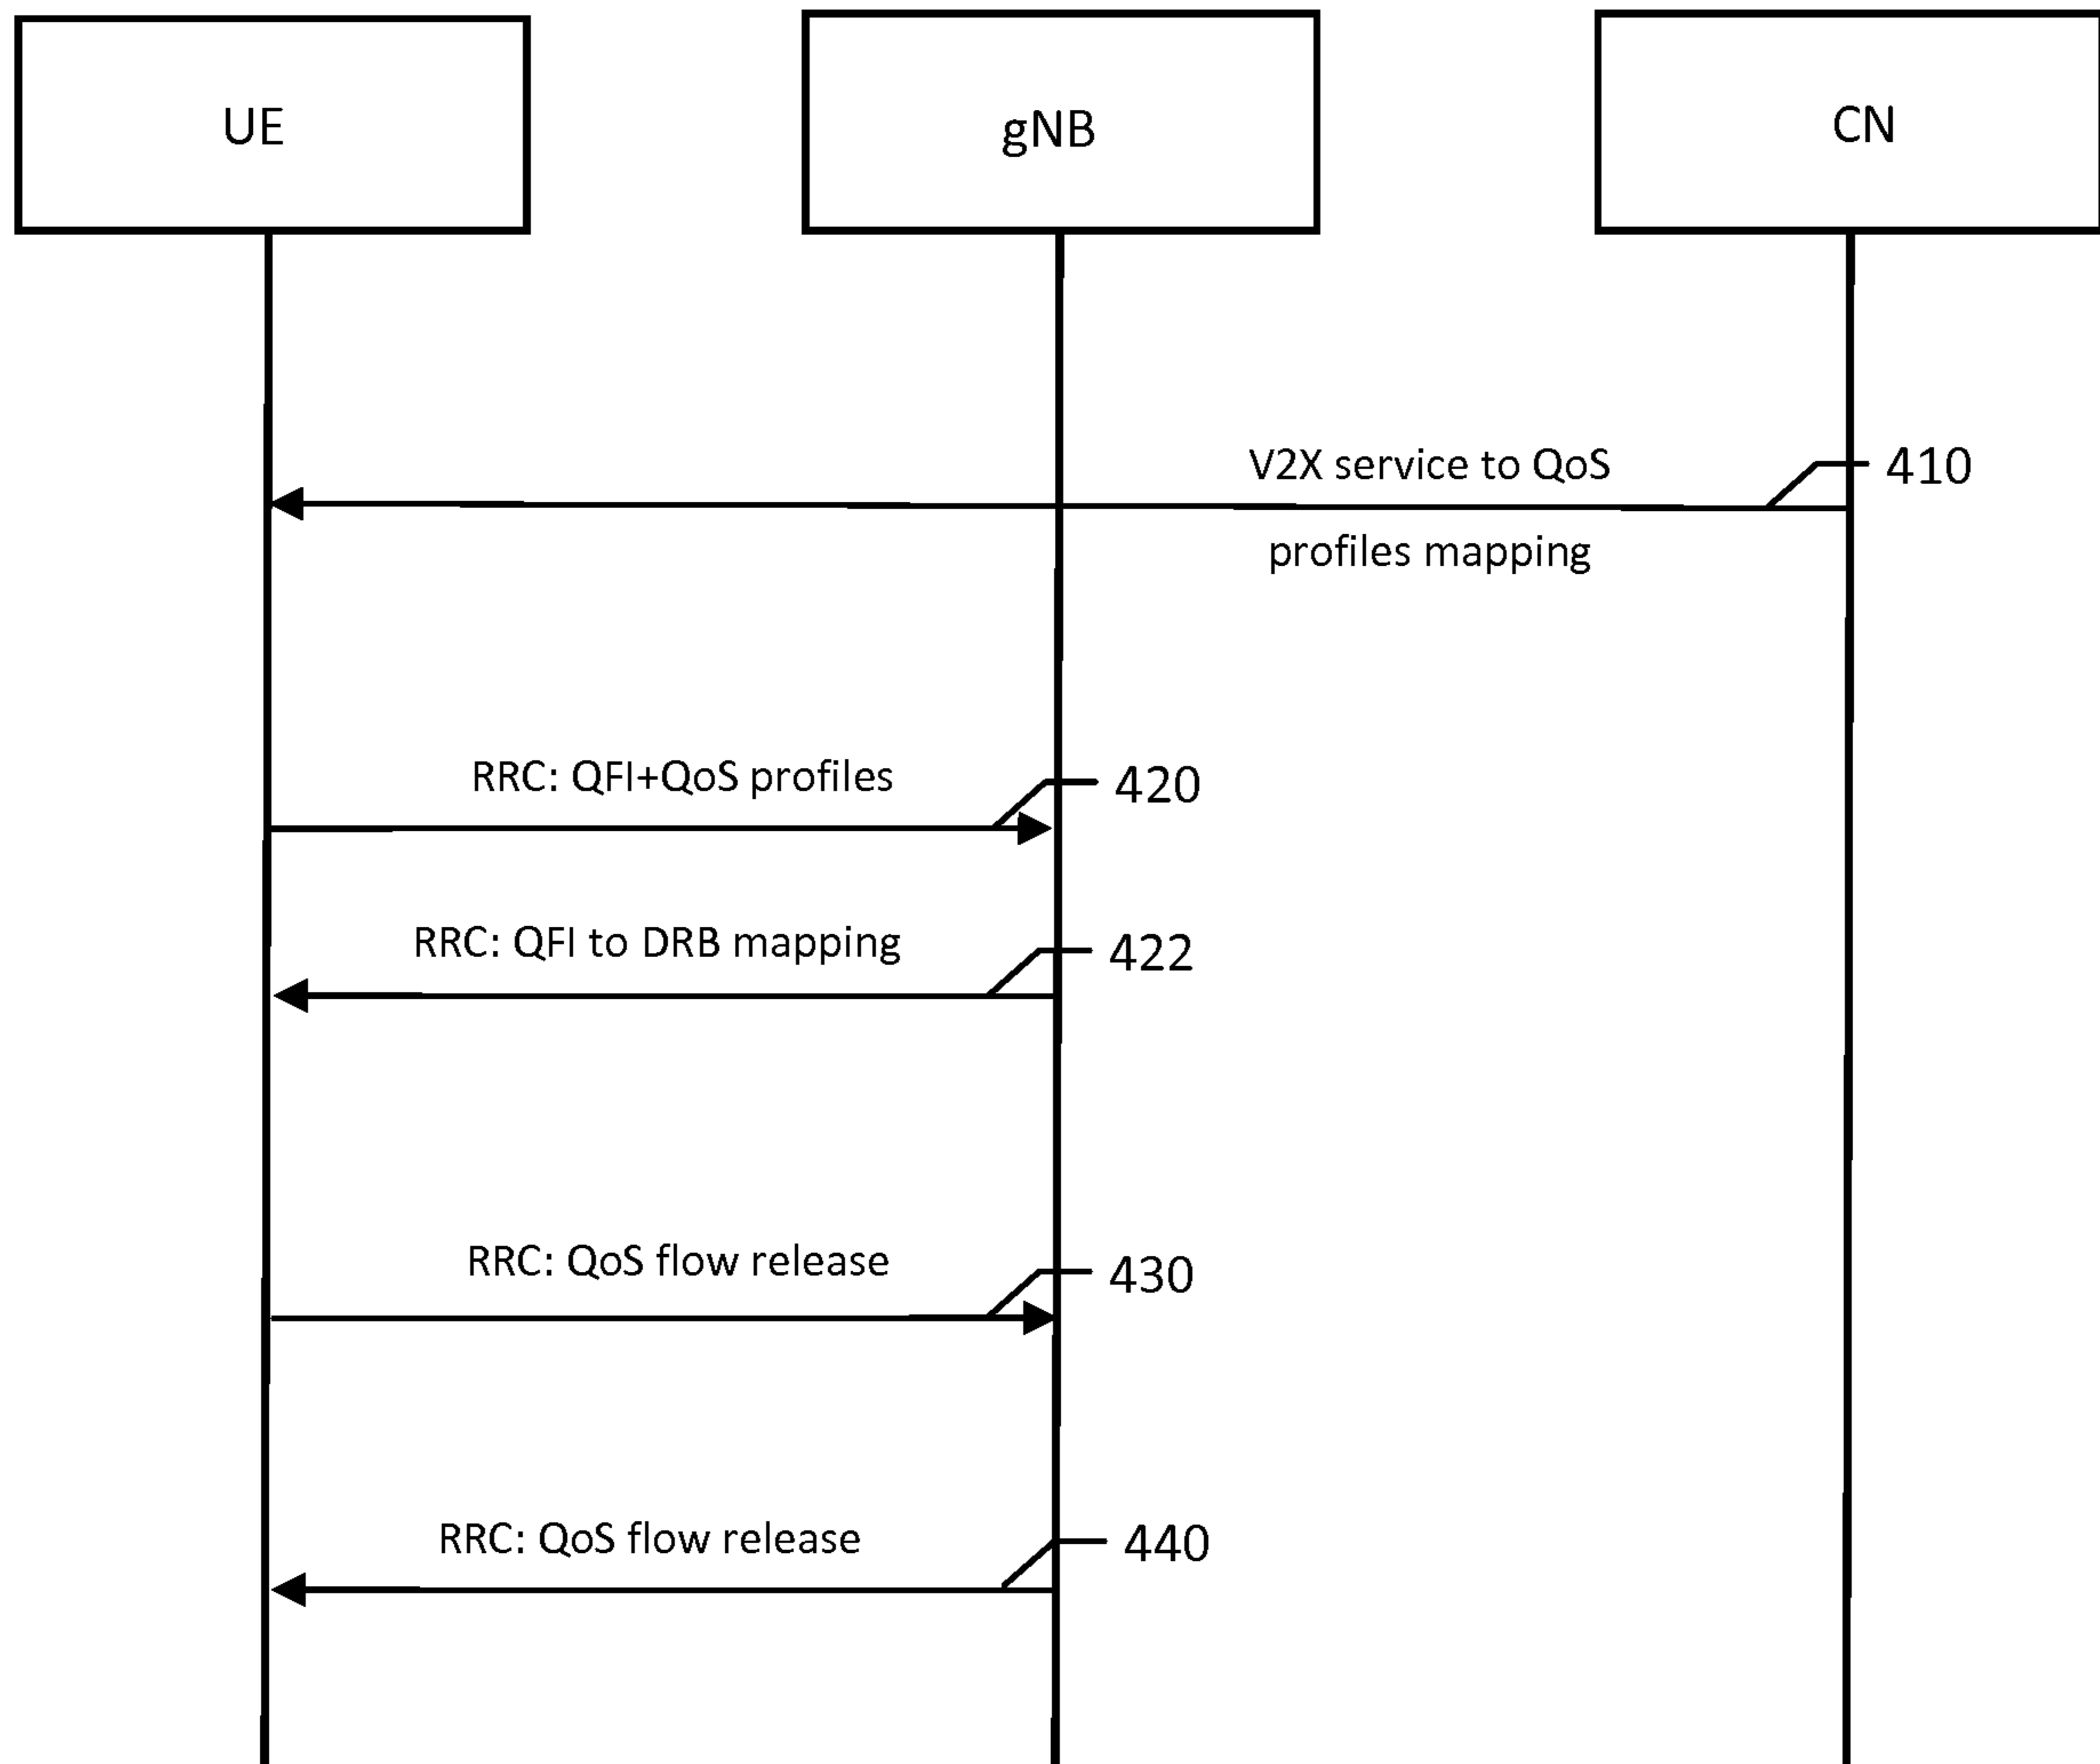 UE
gNB
CN
V2X service to QoS
410
profiles mapping
RRC: QFI+QoS profiles
420
RRC: QFI to DRB mapping
422
RRC: QoS flow release
430
RRC: QoS flow release
440